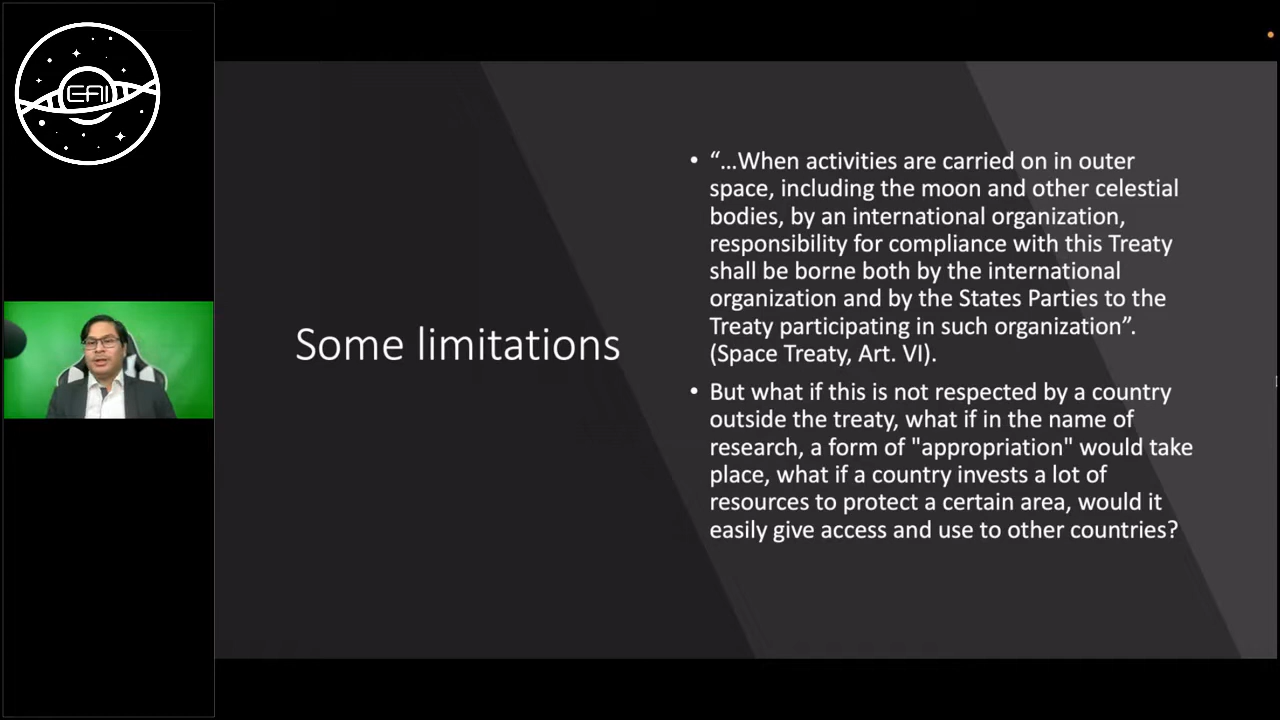 EAI
Some limitations
• “...When activities are carried on in outer
space, including the moon and other celestial
bodies, by an international organization,
responsibility for compliance with this Treaty
shall be borne both by the international
organization and by the States Parties to the
Treaty participating in such organization”.
(Space Treaty, Art. VI).
• But what if this is not respected by a country
outside the treaty, what if in the name of
research, a form of "appropriation" would take
place, what if a country invests a lot of
resources to protect a certain area, would it
easily give access and use to other countries?